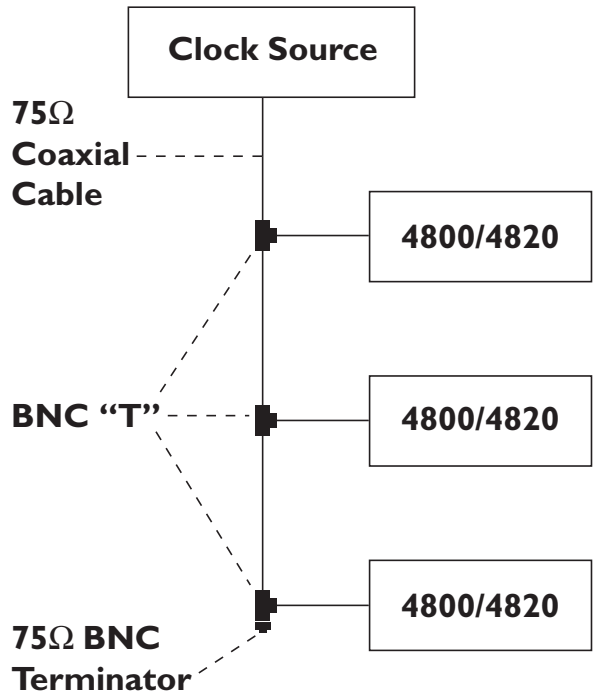 Clock Source
75Ω
Coaxial
Cable
4800/4820
BNC “T”
4800/4820
4800/4820
75Ω BNC
Terminator